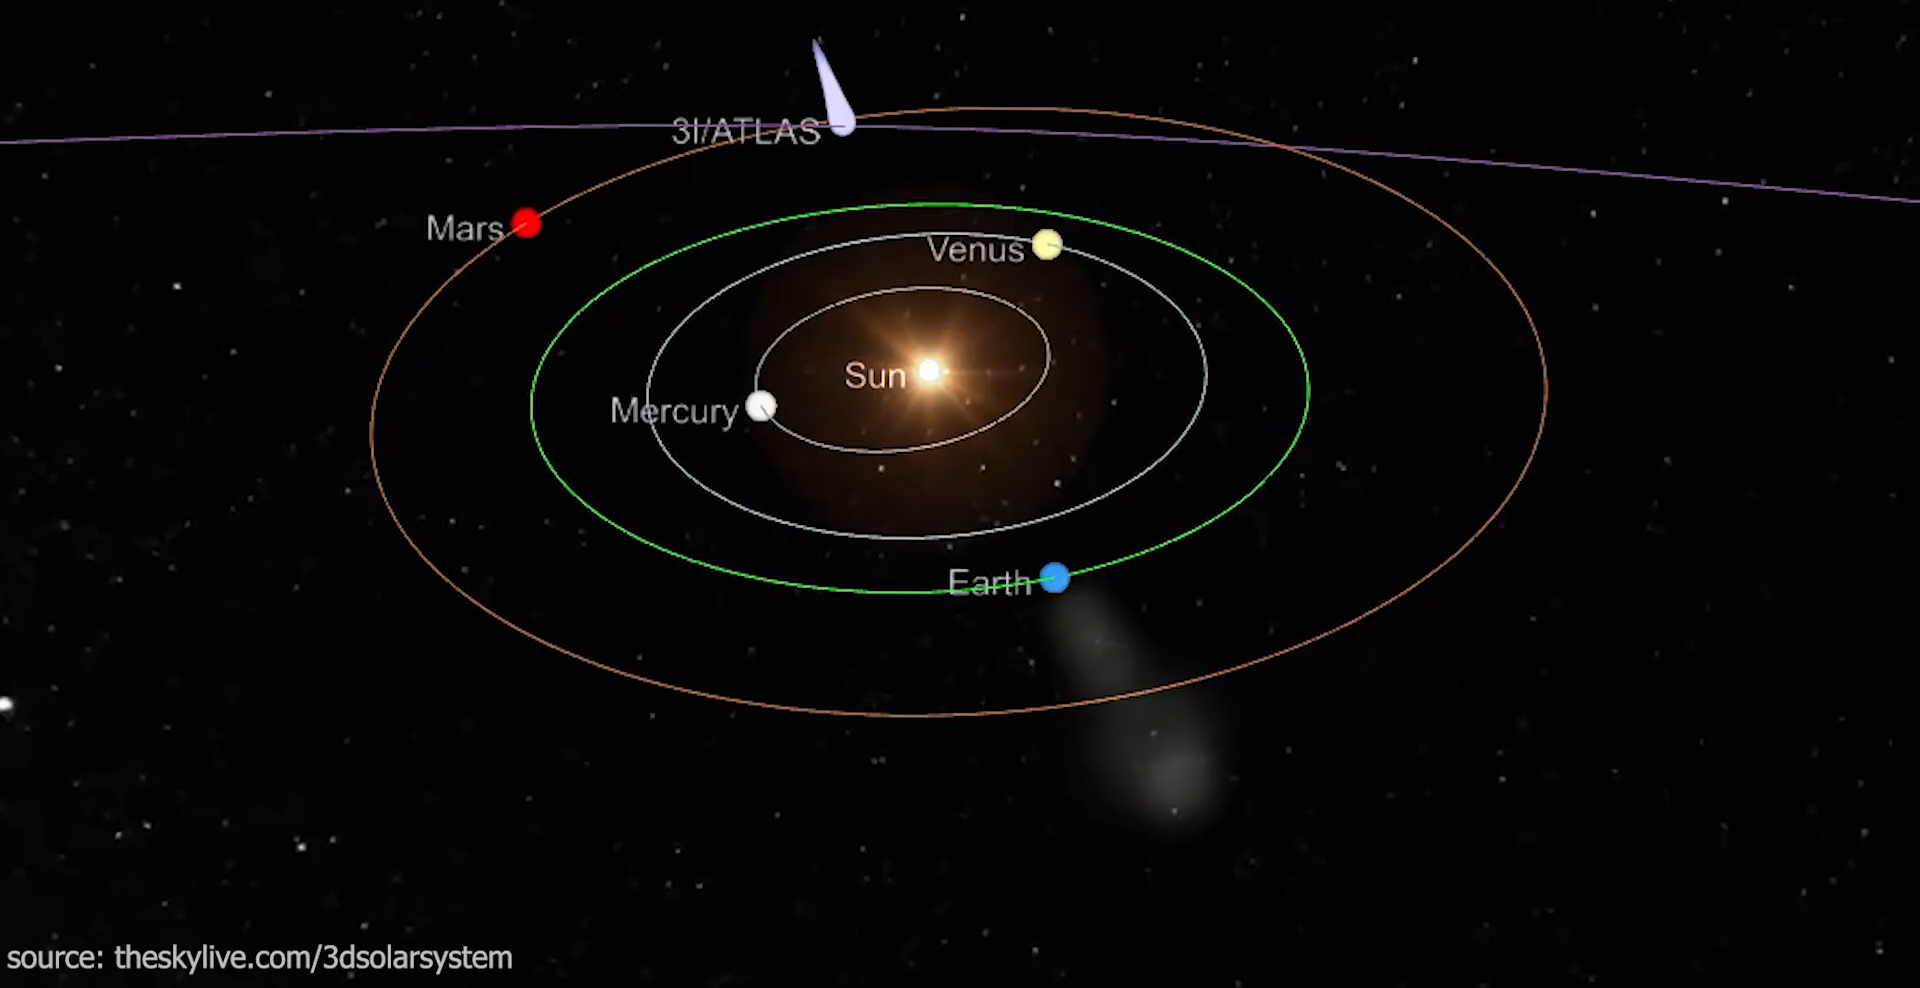 3I/ATLAS
Mars
Venus
Sun
Mercury
Earth
source: theskylive.com/3dsolarsystem